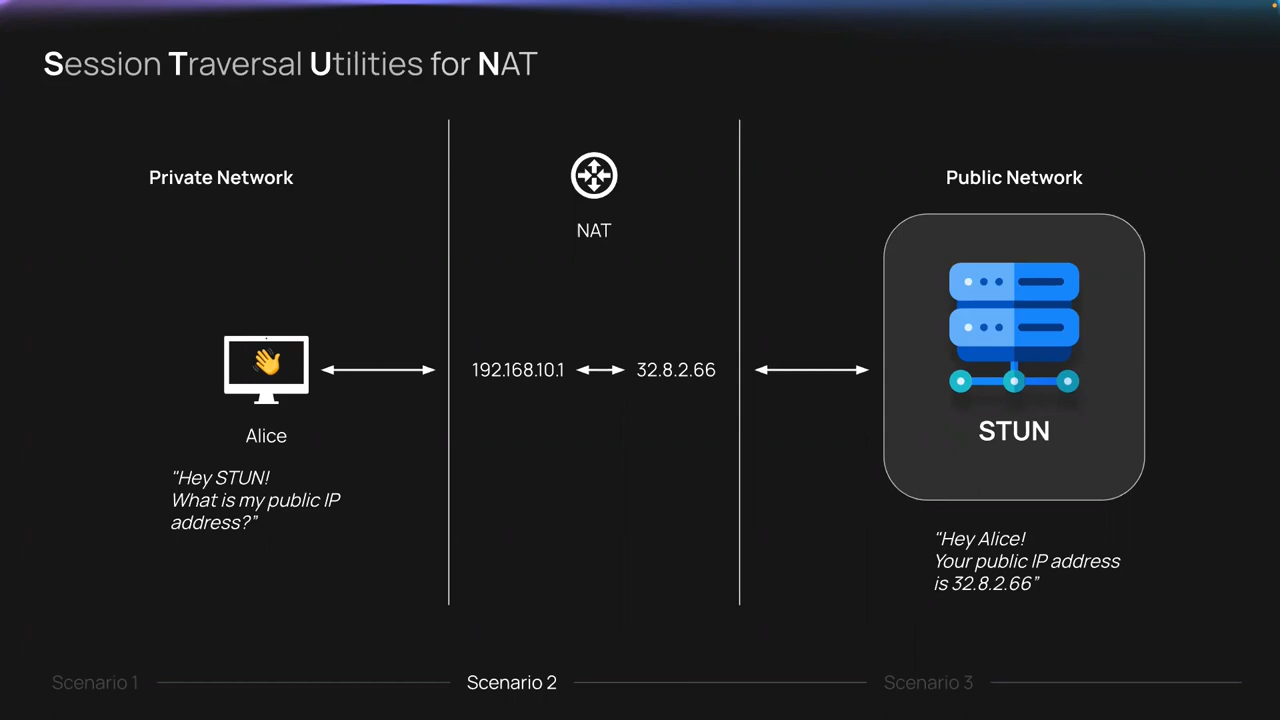 Session Traversal Utilities for NAT
Private Network
NAT
Public Network
192.168.10.1
32.8.2.66
Alice
"Hey STUN!
What is my public IP
address?”
STUN
"Hey Alice!
Your public IP address
is 32.8.2.66”
Scenario 1
Scenario 2
Scenario 3